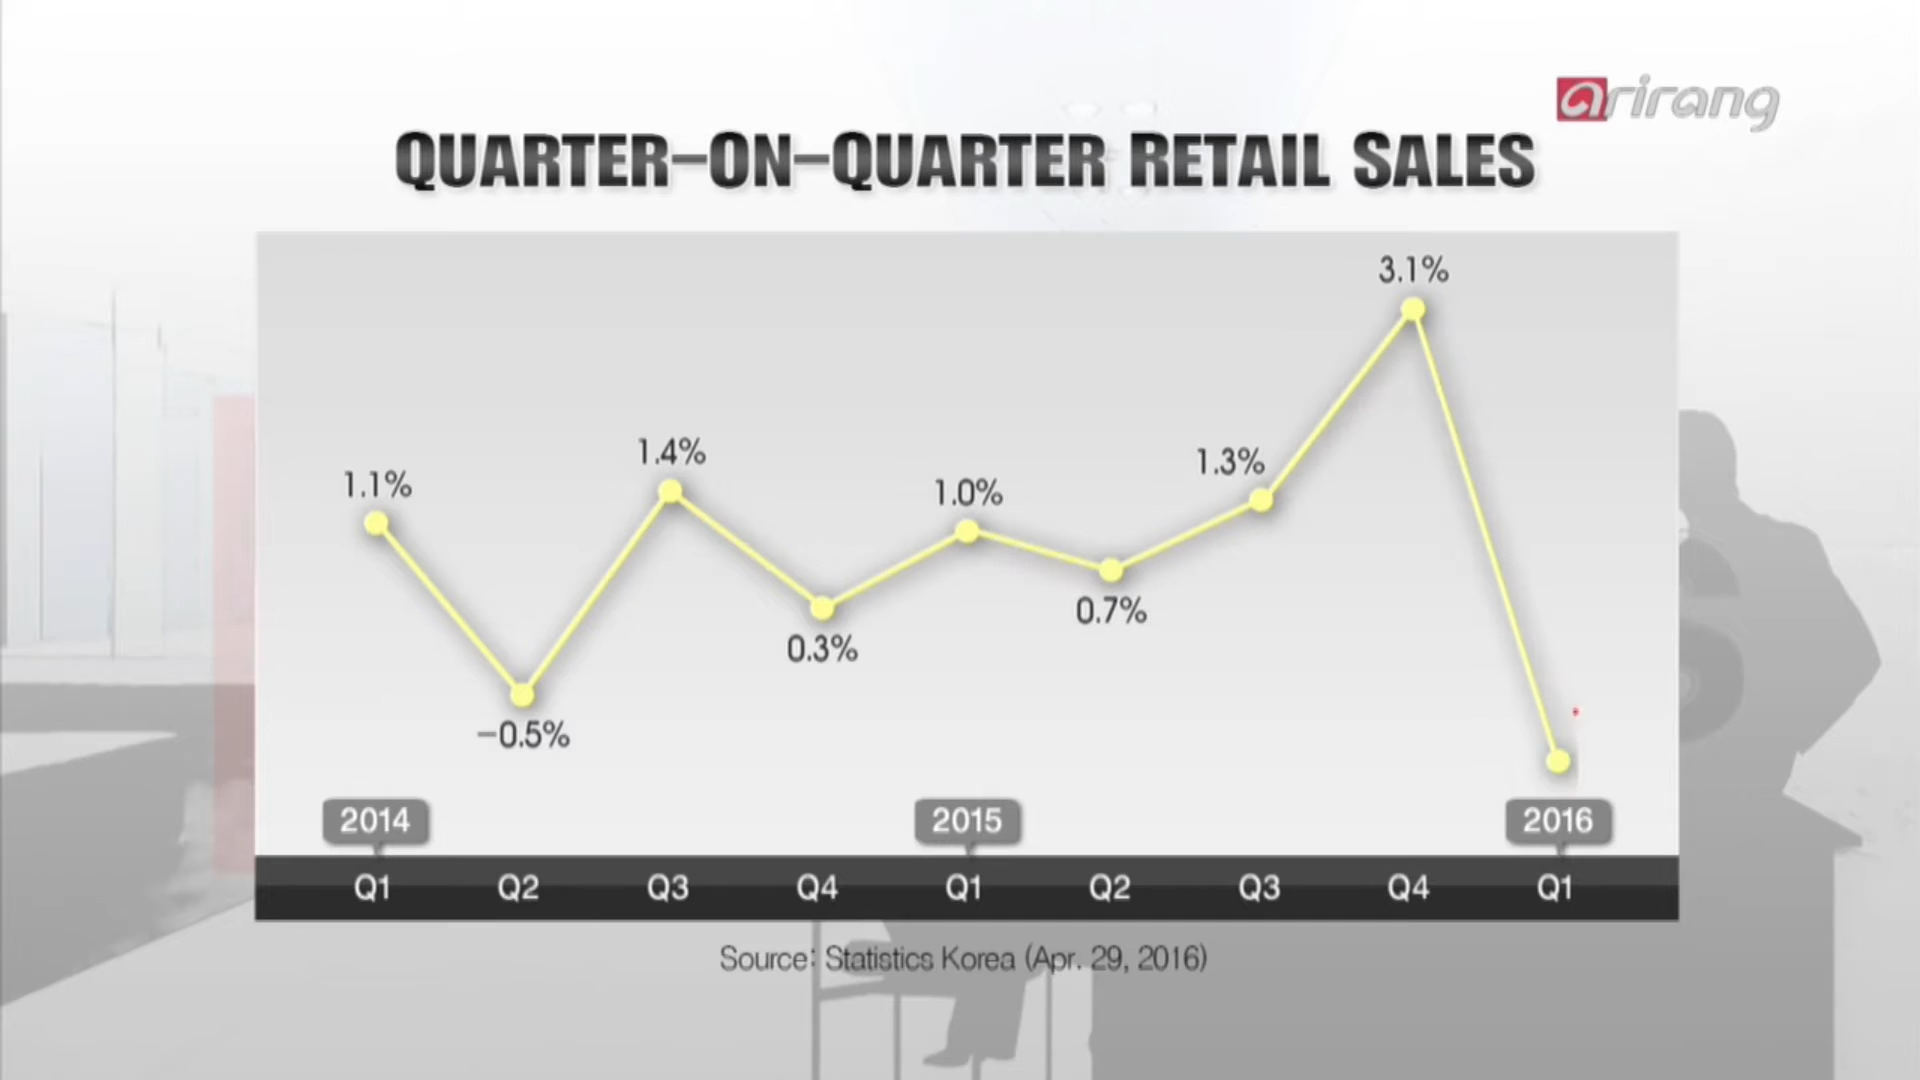 arirang
QUARTER-ON-QUARTER RETAIL SALES
3.1%
1.4%
1.3%
1.1%
1.0%
0.7%
0.3%
-0.5%
2014 2015 2016
Q1 Q2 Q3 Q4 Q1 Q2 Q3 Q4 Q1
Source: Statistics Korea (Apr. 29, 2016)